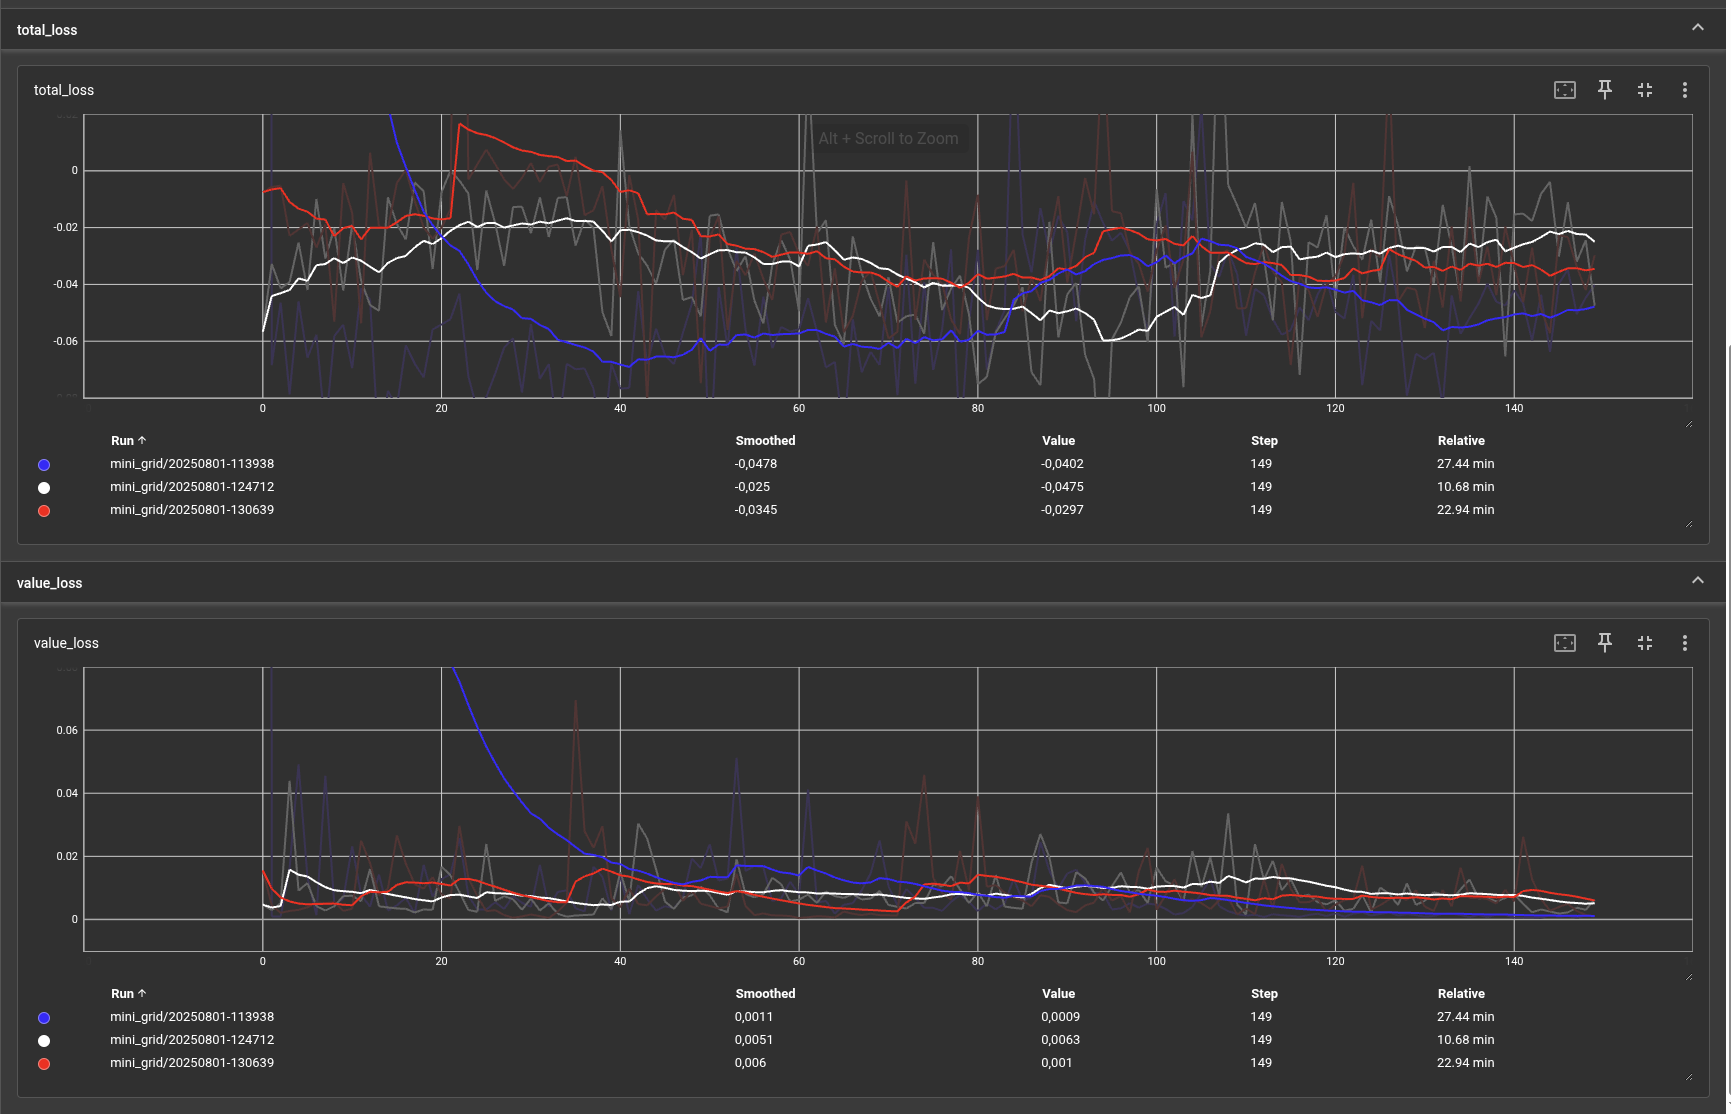 total_loss
total_loss
Alt + Scroll to Zoom
0
-0.02
-0.04
-0.06
0 20 40 60 80 100 120 140
Run ↑ Smoothed Value Step Relative
mini_grid/20250801-113938 -0,0478 -0,0402 149 27.44 min
mini_grid/20250801-124712 -0,025 -0,0475 149 10.68 min
mini_grid/20250801-130639 -0,0345 -0,0297 149 22.94 min
value_loss
value_loss
0.06
0.04
0.02
0
0 20 40 60 80 100 120 140
Run ↑ Smoothed Value Step Relative
mini_grid/20250801-113938 0,0011 0,0009 149 27.44 min
mini_grid/20250801-124712 0,0051 0,0063 149 10.68 min
mini_grid/20250801-130639 0,006 0,001 149 22.94 min